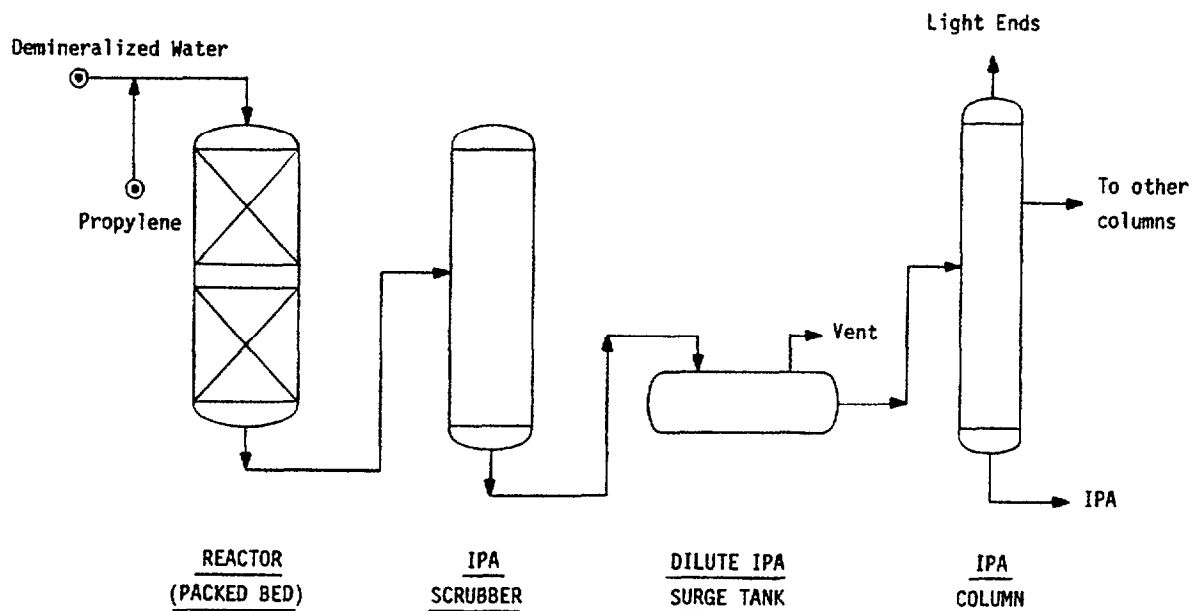 Light Ends
Demineralized Water
Propylene
To other
columns
Vent
IPA
REACTOR
(PACKED BED)
IPA
SCRUBBER
DILUTE IPA
SURGE TANK
IPA
COLUMN